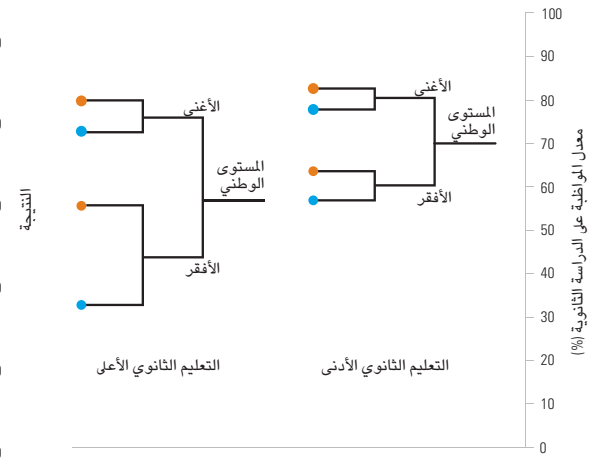 100
90
80
70
60
50
40
30
20
10
0
معدل المواظبة على الدراسة الثانوية (%)
الأغنى
المستوى
الوطني
الأفقر
التعليم الثانوي الأدنى
الأغنى
المستوى
الوطني
الأفقر
التعليم الثانوي الأعلى
النتيجة